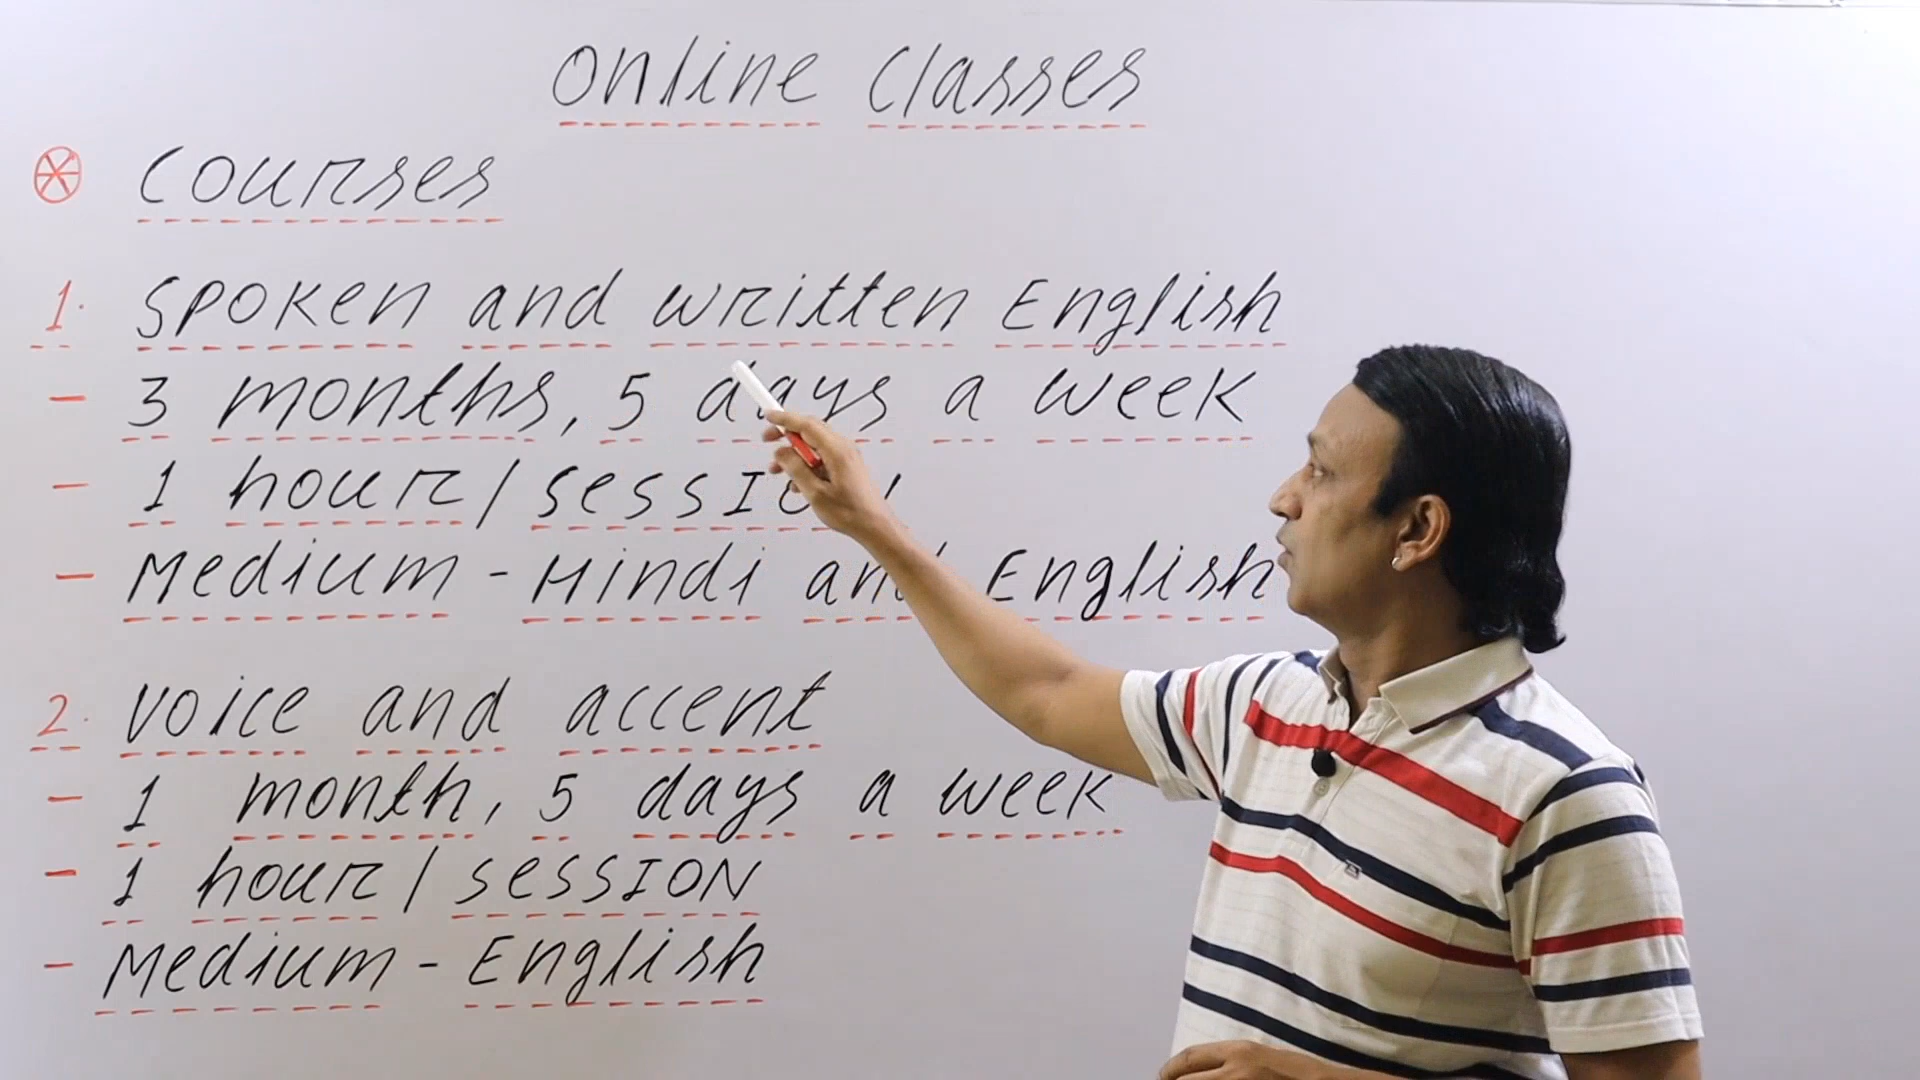 Online Classes
Courses
1. Spoken and written English
- 3 months, 5 days a week
- 1 hour/session
- Medium - Hindi and English
2. Voice and accent
- 1 month, 5 days a week
- 1 hour/session
- Medium - English